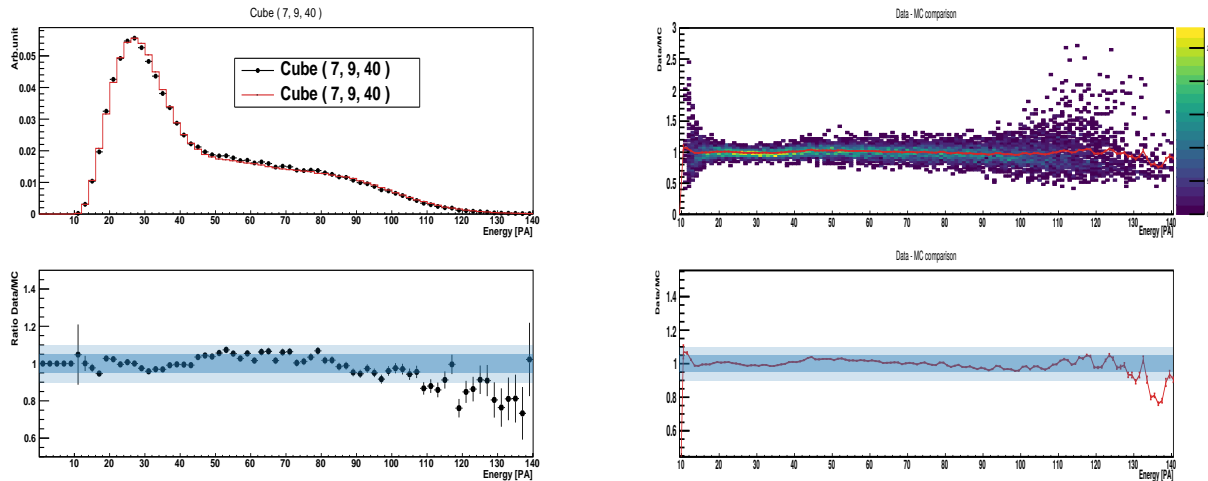 Cube ( 7, 9, 40 )
Arb.unit
0.05
0.04
0.03
0.02
0.01
0
Cube ( 7, 9, 40 )
Cube ( 7, 9, 40 )
10 20 30 40 50 60 70 80 90 100 110 120 130 140
Energy [PA]
Data - MC comparison
Data/MC
3
2.5
2
1.5
1
0.5
0
10 20 30 40 50 60 70 80 90 100 110 120 130 140
Energy [PA]
Ratio Data/MC
1.4
1.2
1
0.8
0.6
0 10 20 30 40 50 60 70 80 90 100 110 120 130 140
Energy [PA]
Data - MC comparison
Data/MC
1.4
1.2
1
0.8
0.6
10 20 30 40 50 60 70 80 90 100 110 120 130 140
Energy [PA]